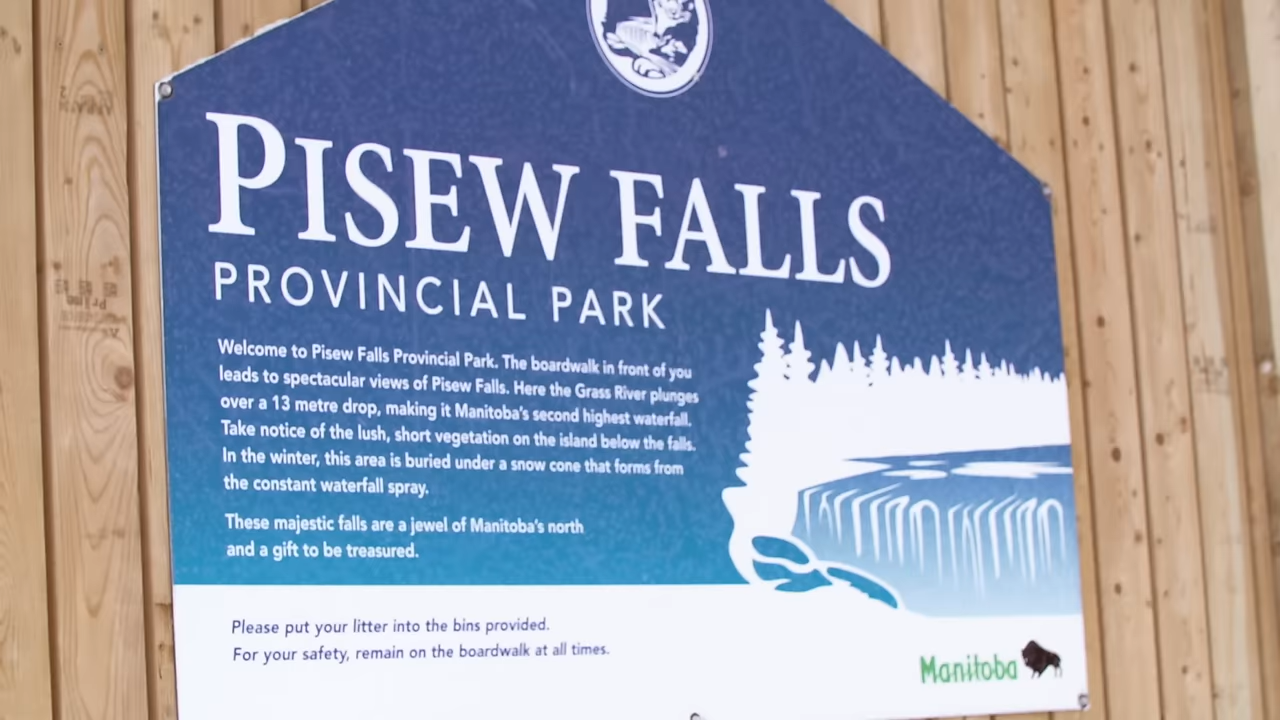 PISEW FALLS
PROVINCIAL PARK
Welcome to Pisew Falls Provincial Park. The boardwalk in front of you
leads to spectacular views of Pisew Falls. Here the Grass River plunges
over a 13 metre drop, making it Manitoba's second highest waterfall.
Take notice of the lush, short vegetation on the island below the falls.
In the winter, this area is buried under a snow cone that forms from
the constant waterfall spray.
These majestic falls are a jewel of Manitoba's north
and a gift to be treasured.
Please put your litter into the bins provided.
For your safety, remain on the boardwalk at all times.
Manitoba